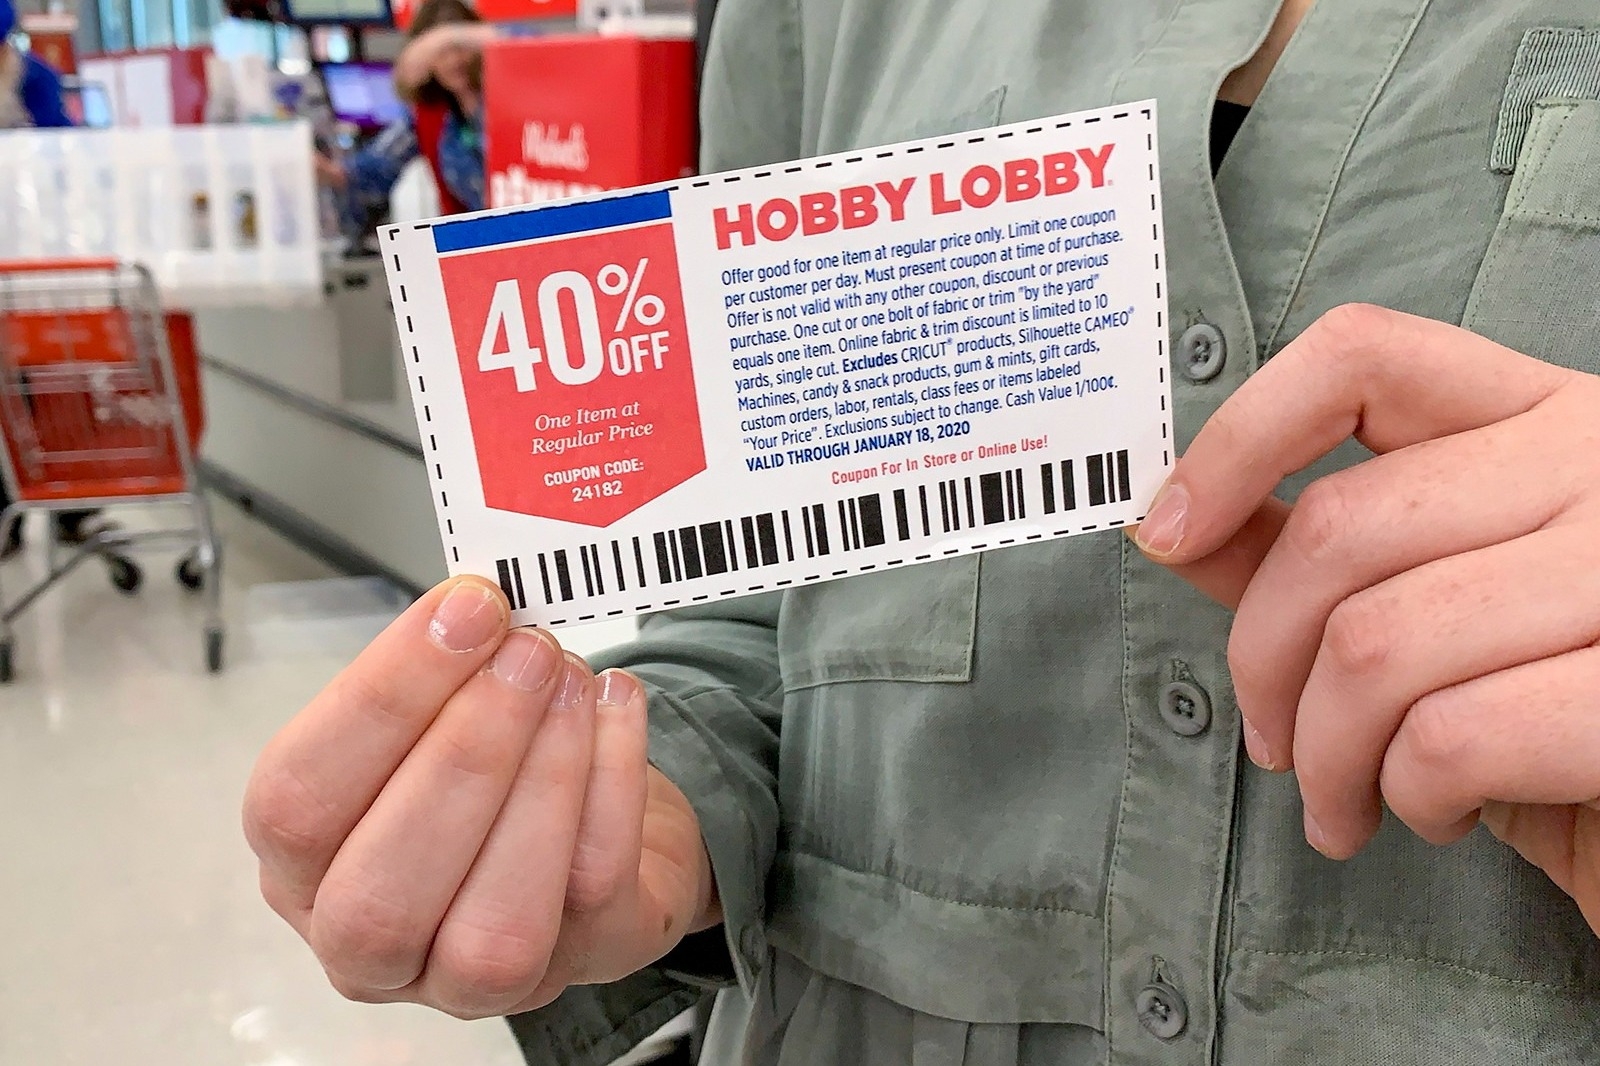 Michaels
40%
OFF
One Item at
Regular Price
COUPON CODE:
24182
HOBBY LOBBY®
Offer good for one item at regular price only. Limit one coupon
per customer per day. Must present coupon at time of purchase.
Offer is not valid with any other coupon, discount or previous
purchase. One cut or one bolt of fabric or trim "by the yard"
equals one item. Online fabric & trim discount is limited to 10
yards, single cut. Excludes CRICUT® products, Silhouette CAMEO®
Machines, candy & snack products, gum & mints, gift cards,
custom orders, labor, rentals, class fees or items labeled
"Your Price". Exclusions subject to change. Cash Value 1/100¢.
VALID THROUGH JANUARY 18, 2020
Coupon For In Store or Online Use!